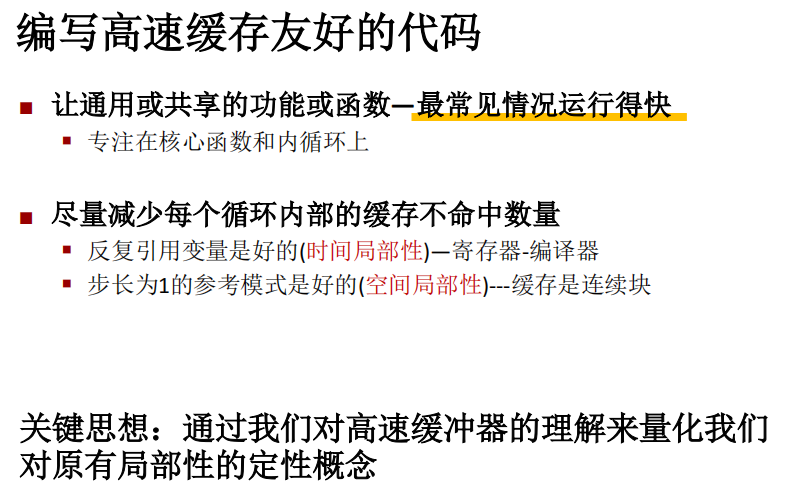 编写高速缓存友好的代码
■ 让通用或共享的功能或函数—最常见情况运行得快
■ 专注在核心函数和内循环上
■ 尽量减少每个循环内部的缓存不命中数量
■ 反复引用变量是好的(时间局部性)—寄存器-编译器
■ 步长为1的参考模式是好的(空间局部性)---缓存是连续块
关键思想：通过我们对高速缓冲器的理解来量化我们
对原有局部性的定性概念